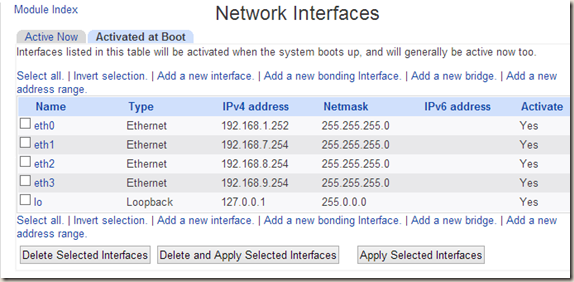 Module Index
Network Interfaces
Active Now
Activated at Boot
Interfaces listed in this table will be activated when the system boots up, and will generally be active now too.
Select all. | Invert selection. | Add a new interface. | Add a new bonding Interface. | Add a new bridge. | Add a new
address range.
Name Type IPv4 address Netmask IPv6 address Activate
eth0 Ethernet 192.168.1.252 255.255.255.0 Yes
eth1 Ethernet 192.168.7.254 255.255.255.0 Yes
eth2 Ethernet 192.168.8.254 255.255.255.0 Yes
eth3 Ethernet 192.168.9.254 255.255.255.0 Yes
lo Loopback 127.0.0.1 255.0.0.0 Yes
Select all. | Invert selection. | Add a new interface. | Add a new bonding Interface. | Add a new bridge. | Add a new
address range.
Delete Selected Interfaces Delete and Apply Selected Interfaces Apply Selected Interfaces